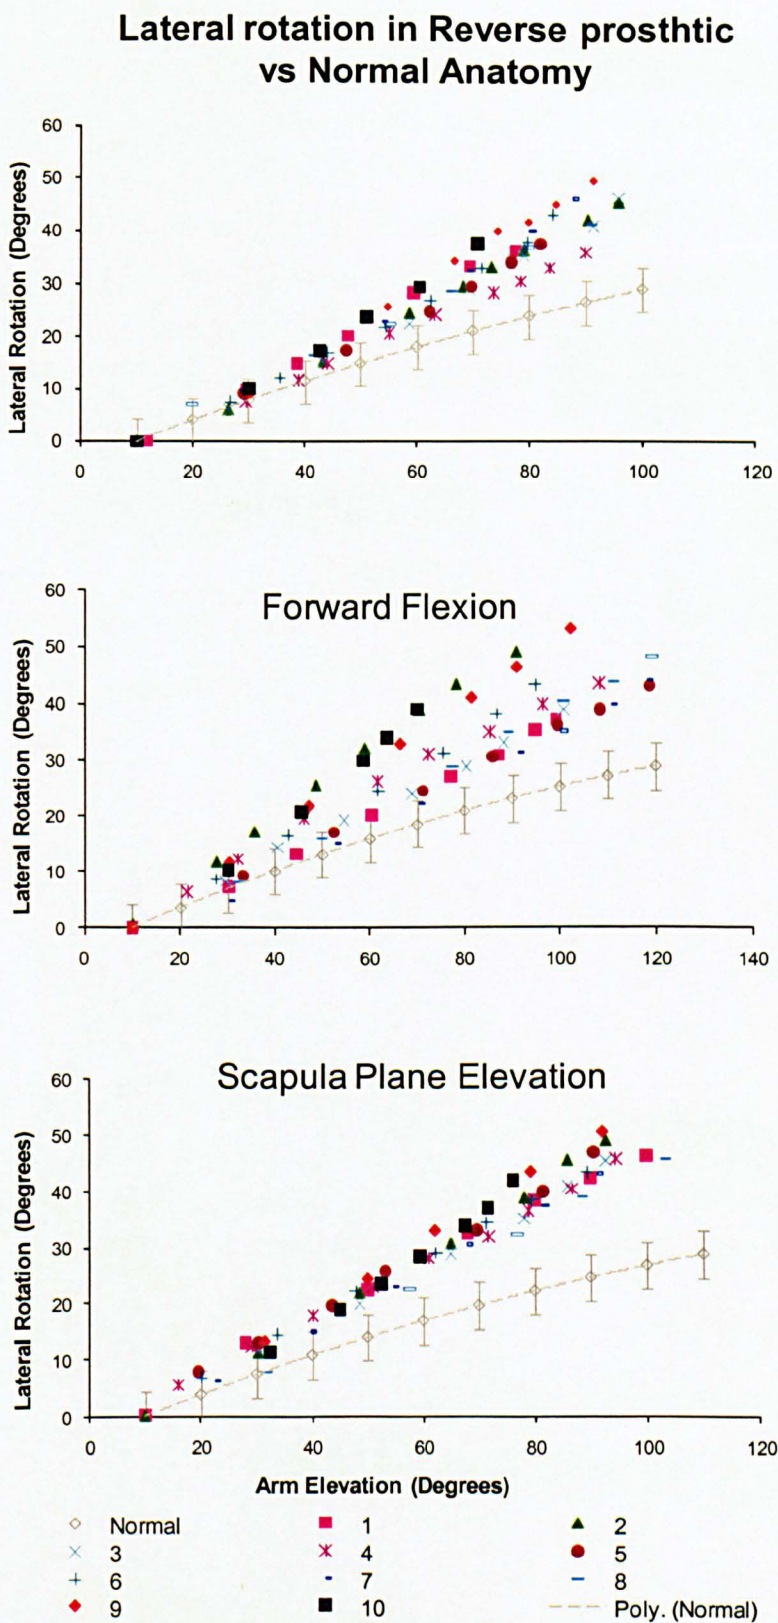 Lateral rotation in Reverse prosthtic
vs Normal Anatomy
60
50
40
30
20
10
0
Lateral Rotation (Degrees)
0 20 40 60 80 100 120
Forward Flexion
60
50
40
30
20
10
0
Lateral Rotation (Degrees)
0 20 40 60 80 100 120 140
Scapula Plane Elevation
60
50
40
30
20
10
0
Lateral Rotation (Degrees)
0 20 40 60 80 100 120
Arm Elevation (Degrees)
Normal 1 2
3 4 5
6 7 8
9 10 Poly. (Normal)